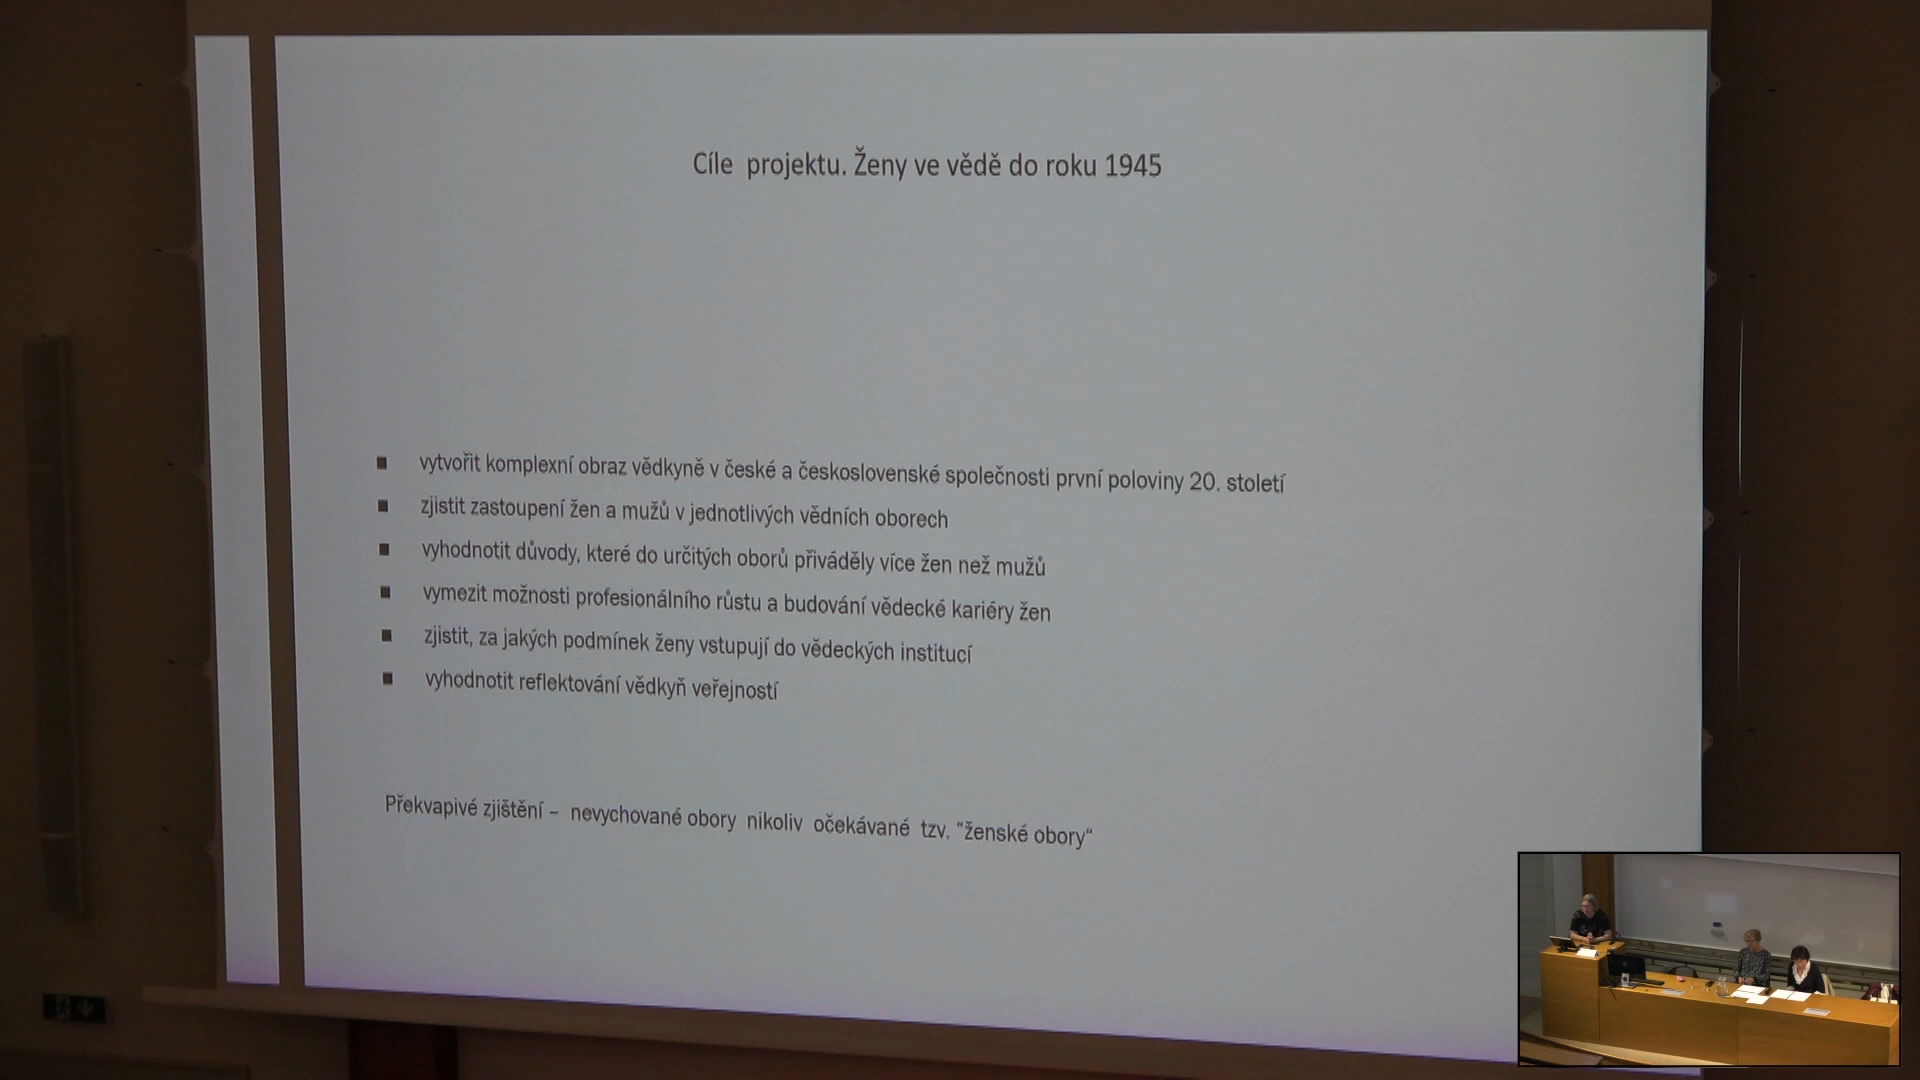 Cíle projektu. Ženy ve vědě do roku 1945
▪ vytvořit komplexní obraz vědkyně v české a československé společnosti první poloviny 20. století
▪ zjistit zastoupení žen a mužů v jednotlivých vědních oborech
▪ vyhodnotit důvody, které do určitých oborů přiváděly více žen než mužů
▪ vymezit možnosti profesionálního růstu a budování vědecké kariéry žen
▪ zjistit, za jakých podmínek ženy vstupují do vědeckých institucí
▪ vyhodnotit reflektování vědkyň veřejností
Překvapivé zjištění – nevychované obory nikoliv očekávané tzv. “ženské obory“